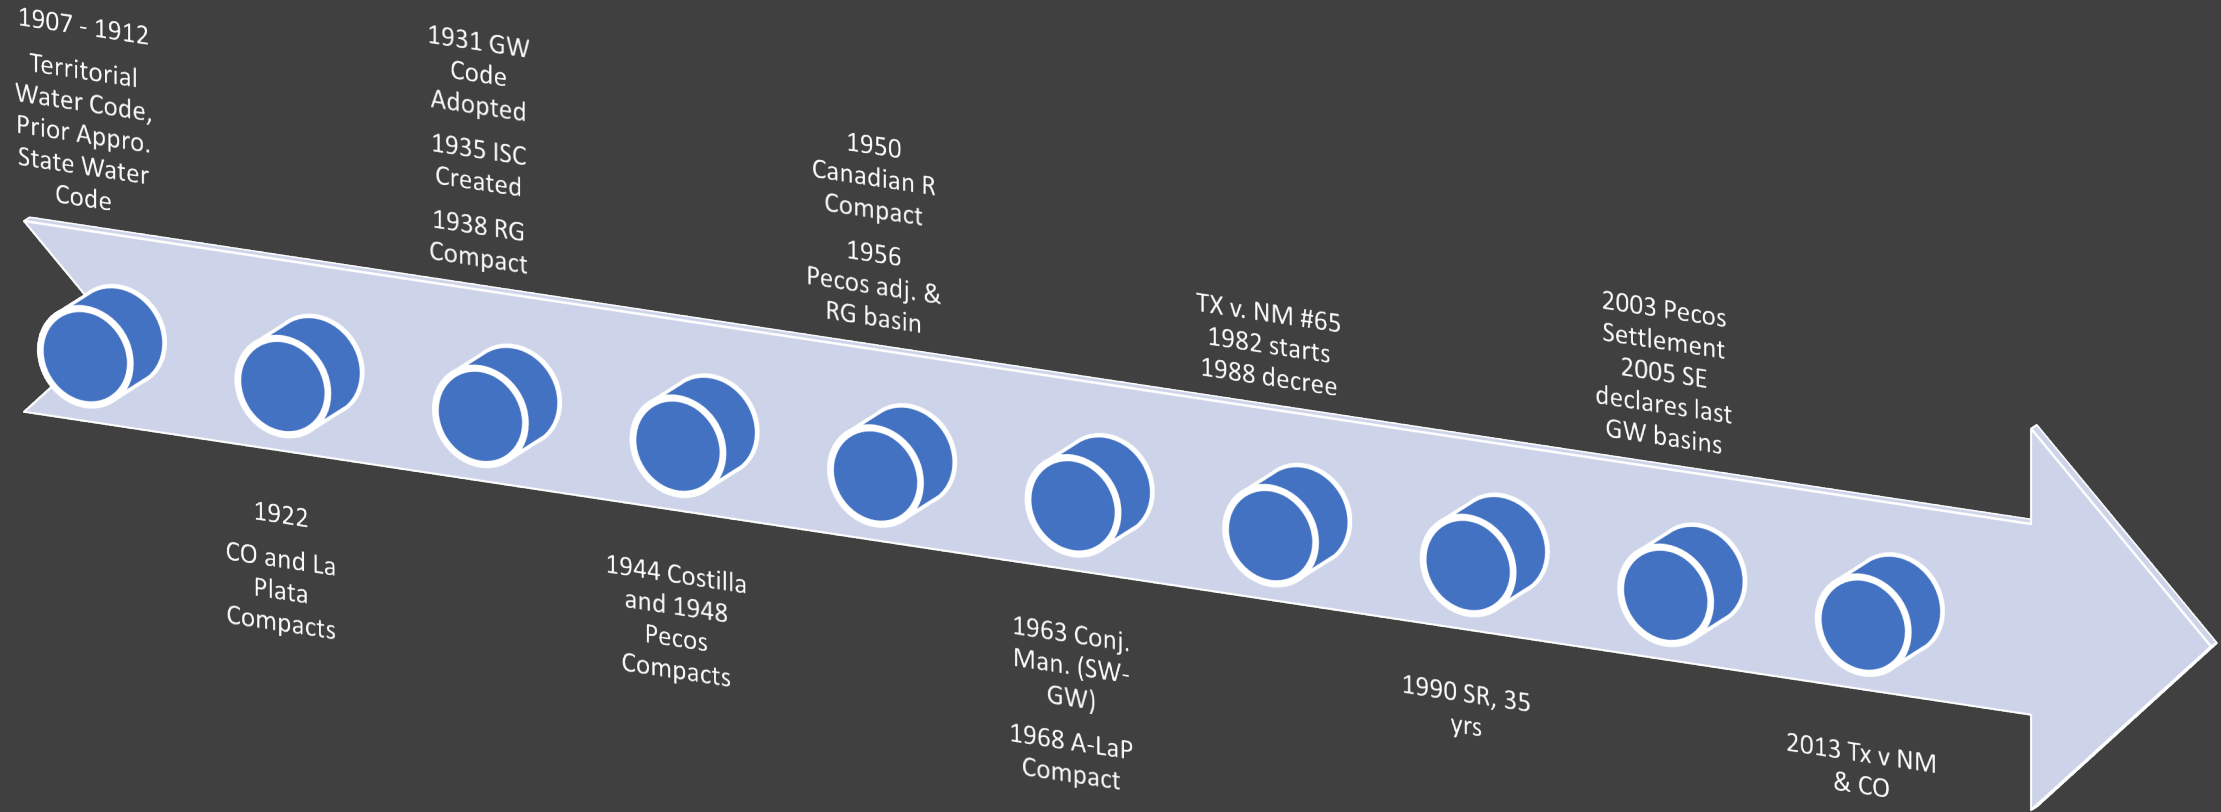 1907 - 1912
Territorial
Water Code,
Prior Appro.
State Water
Code
1922
CO and La
Plata
Compacts
1931 GW
Code
Adopted
1935 ISC
Created
1938 RG
Compact
1944 Costilla
and 1948
Pecos
Compacts
1950
Canadian R
Compact
1956
Pecos adj. &
RG basin
1963 Conj.
Man. (SW-
GW)
1968 A-LaP
Compact
TX v. NM #65
1982 starts
1988 decree
1990 SR, 35
yrs
2003 Pecos
Settlement
2005 SE
declares last
GW basins
2013 Tx v NM
& CO